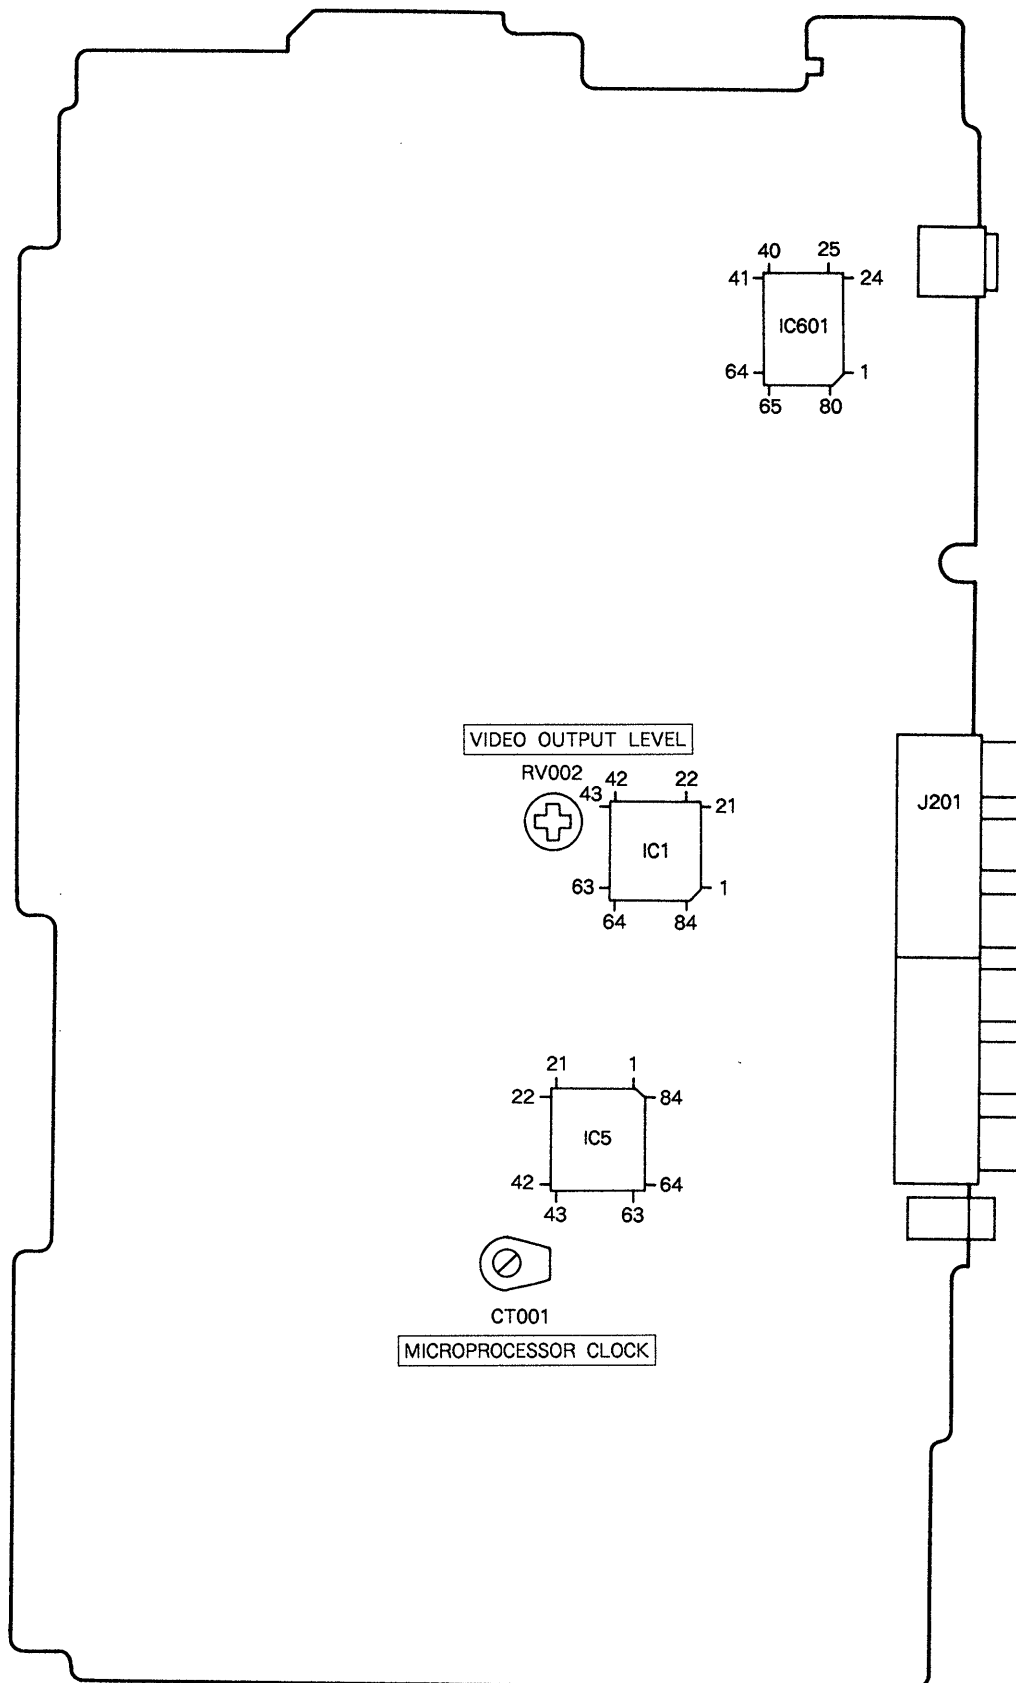 40 25
41 24
IC601
64 1
65 80
VIDEO OUTPUT LEVEL
RV002 42 22
43 21
J201
IC1
63 1
64 84
21 1
22 84
IC5
42 64
43 63
CT001
MICROPROCESSOR CLOCK